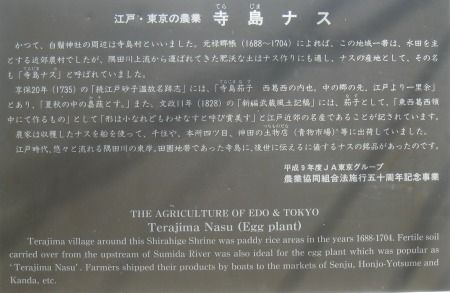 江戸・東京の農業 寺島ナス
てら じま
かつて、白鬚神社の周辺は寺島村といいました。元禄郷帳（1688～1704）によれば、この地域一帯は、水田を主
とする近郊農村でしたが、隅田川上流から運ばれてきた肥沃な土はナス作りにも適し、ナスの産地として、その名
も「寺島ナス」と呼ばれていました。
享保20年（1735）の「続江戸砂子温故名跡志」には、「寺島茄子 西葛西の内也、中の郷の先、江戸より一里余」
とあり、「夏秋の中の嘉蔬とす。」また、文政11年（1828）の「新編武蔵風土記稿」には、茄子として、「東西葛西領
中にて作るもの」として「形は小なれどもわせなすと呼び賞美す」と江戸近郊の名産であることが記されています。
農家は収穫したナスを船を使って、千住や、本所四ツ目、神田の土物店（青物市場）等に出荷していました。
江戸時代、悠々と流れる隅田川の東岸、田園地帯であった寺島に、後世に伝えるに値するナスの銘品があったのです。
平成9年度JA東京グループ
農業協同組合法施行五十周年記念事業
THE AGRICULTURE OF EDO & TOKYO
Terajima Nasu (Egg plant)
Terajima village around this Shirahige Shrine was paddy rice areas in the years 1688-1704. Fertile soil
carried over from the upstream of Sumida River was also ideal for the egg plant which was popular as
'Terajima Nasu'. Farmers shipped their products by boats to the markets of Senju, Honjo-Yotsume and
Kanda, etc.